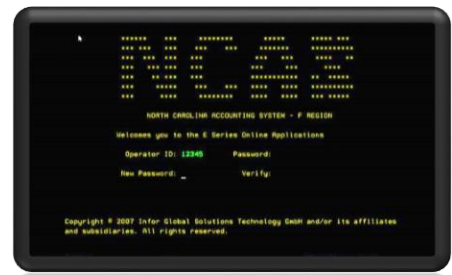 NCAS
NORTH CAROLINA ACCOUNTING SYSTEM - F REGION
Welcomes you to the E Series Online Applications
Operator ID: 12345 Password:
New Password: _ Verify:
Copyright © 2007 Infor Global Solutions Technology GmbH and/or its affiliates
and subsidiaries. All rights reserved.